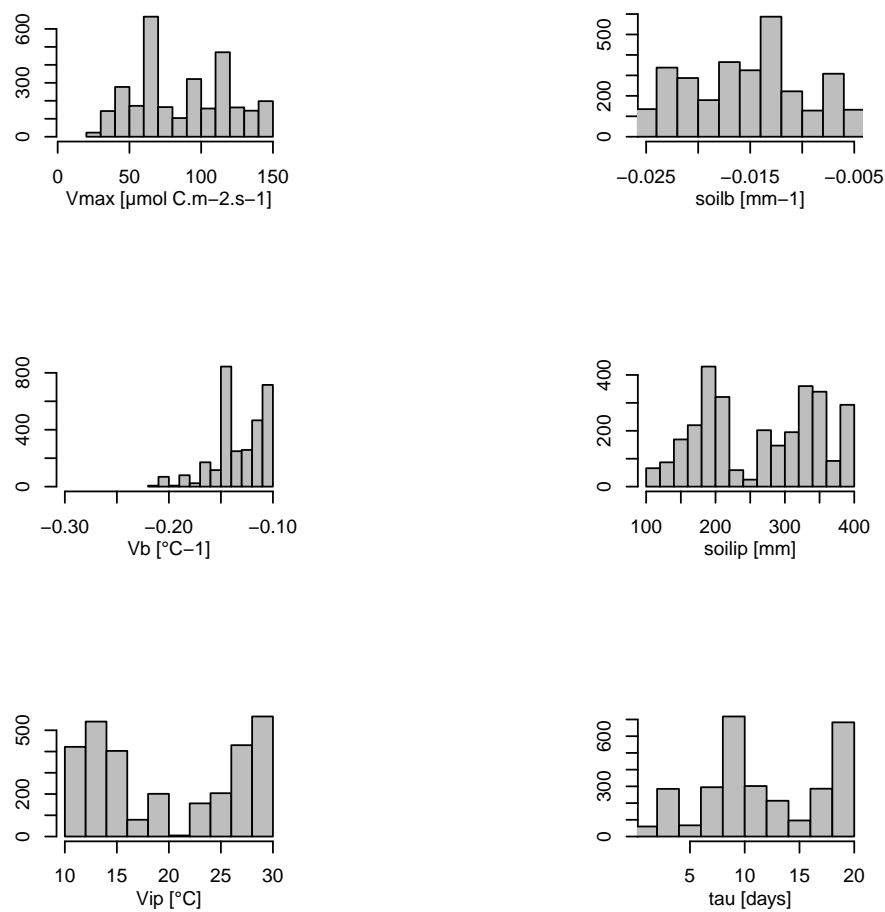 0 300 600
0 50 100 150
Vmax [µmol C.m−2.s−1]
0 200 500
−0.025 −0.015 −0.005
soilb [mm−1]
0 400 800
−0.30 −0.20 −0.10
Vb [°C−1]
0 200 400
100 200 300 400
soilip [mm]
0 200 500
10 15 20 25 30
Vip [°C]
0 300 600
5 10 15 20
tau [days]